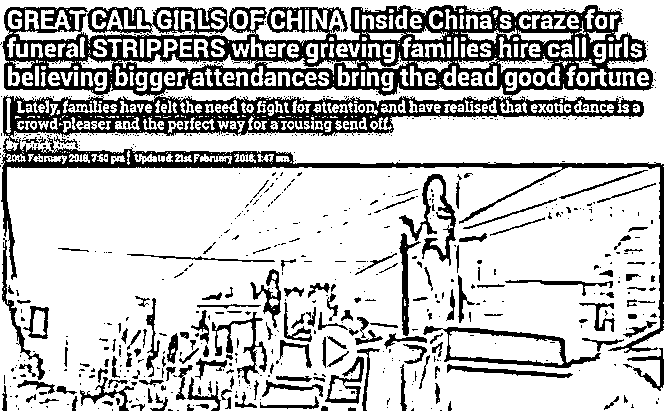 GREAT CALL GIRLS OF CHINA Inside China's craze for
funeral STRIPPERS where grieving families hire call girls
believing bigger attendances bring the dead good fortune
Lately, families have felt the need to fight for attention, and have realised that exotic dance is a
crowd-pleaser and the perfect way for a rousing send off.
By Patrick Knox
20th February 2018, 7:50 pm | Updated: 21st February 2018, 1:47 am